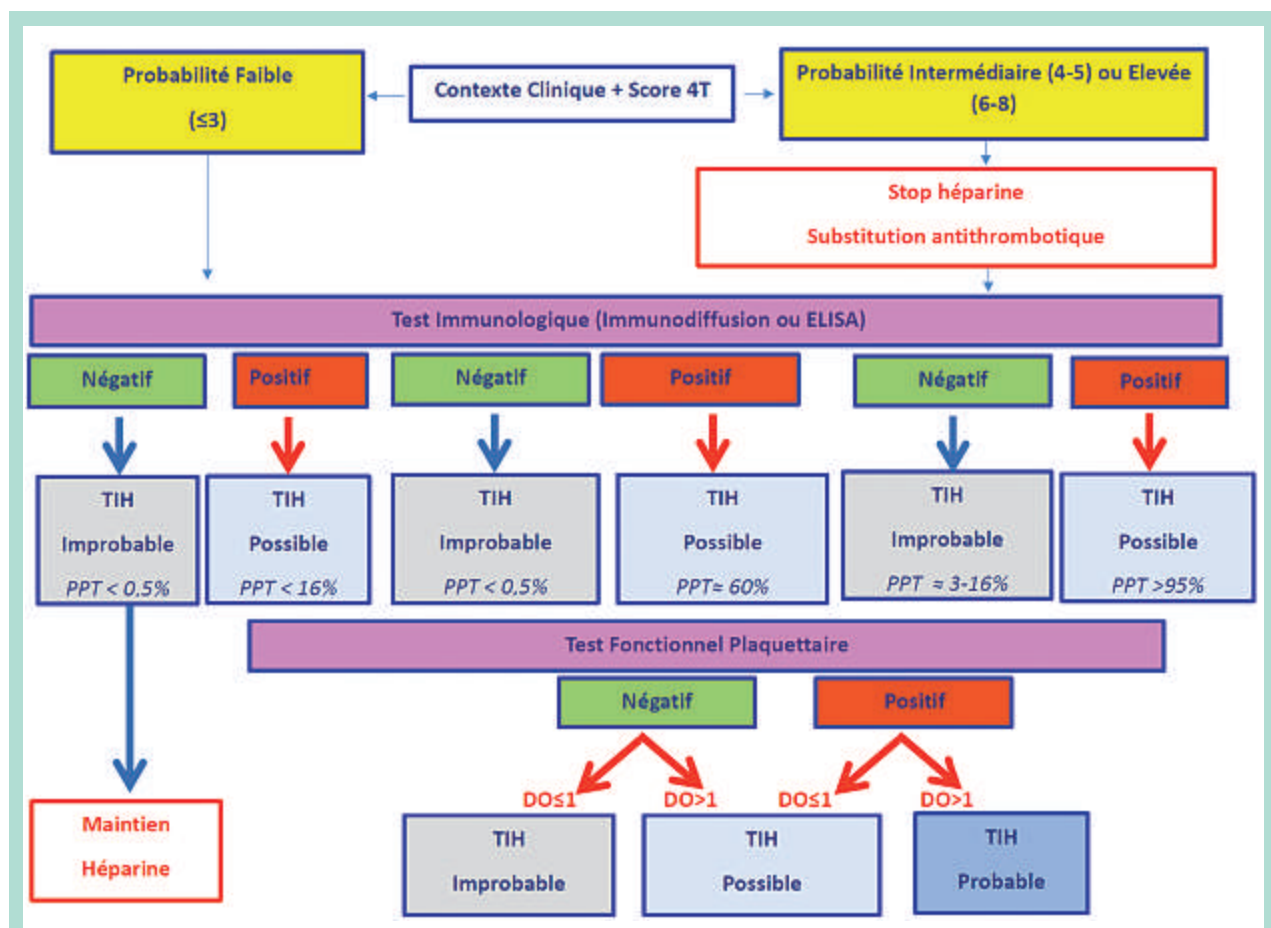 Probabilité Faible
(≤3)
Contexte Clinique + Score 4T
Probabilité Intermédiaire (4-5) ou Elevée
(6-8)
Stop héparine
Substitution antithrombotique
Test Immunologique (Immunodiffusion ou ELISA)
Négatif
Positif
Négatif
Positif
Négatif
Positif
TIH
Improbable
PPT < 0.5%
TIH
Possible
PPT < 16%
TIH
Improbable
PPT < 0,5%
TIH
Possible
PPT≈ 60%
TIH
Improbable
PPT ≈ 3-16%
TIH
Possible
PPT >95%
Test Fonctionnel Plaquettaire
Négatif
Positif
DO≤1
DO>1
DO≤1
DO>1
Maintien
Héparine
TIH
Improbable
TIH
Possible
TIH
Probable